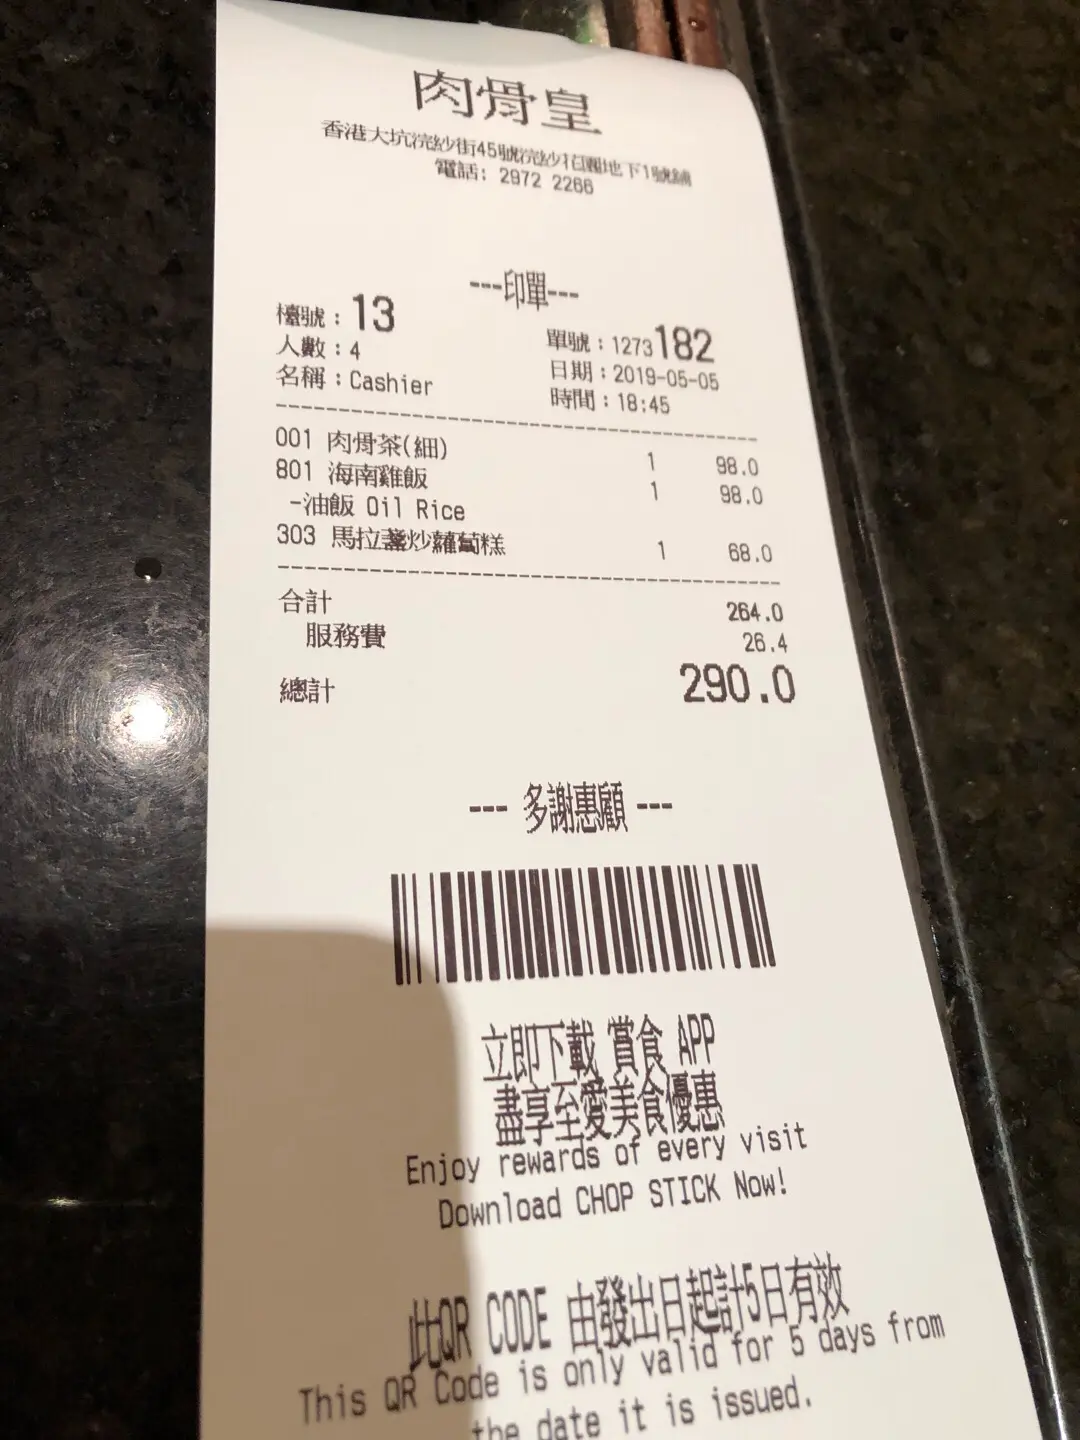 肉骨皇
香港大坑浣紗街45號浣紗花園地下1號舖
電話: 2972 2266
---印單---
檯號：13
單號：1273182
人數：4
日期：2019-05-05
名稱：Cashier
時間：18:45
001 肉骨茶(細) 1 98.0
801 海南雞飯 1 98.0
-油飯 Oil Rice
303 馬拉盞炒蘿蔔糕 1 68.0
合計 264.0
服務費 26.4
總計 290.0
--- 多謝惠顧 ---
立即下載 賞食 APP
盡享至愛美食優惠
Enjoy rewards of every visit
Download CHOP STICK Now!
此QR CODE 由發出日起計5日有效
This QR Code is only valid for 5 days from
the date it is issued.